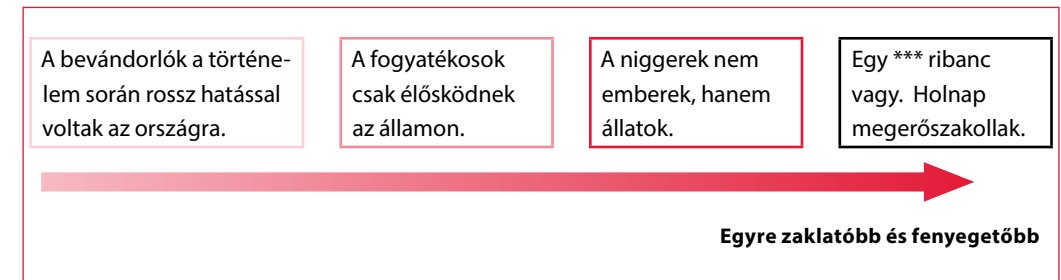 A bevándorlók a történe-
lem során rossz hatással
voltak az országra.
A fogyatékosok
csak élősködnek
az államon.
A niggerek nem
emberek, hanem
állatok.
Egy *** ribanc
vagy. Holnap
megerőszakollak.
Egyre zaklatóbb és fenyegetőbb